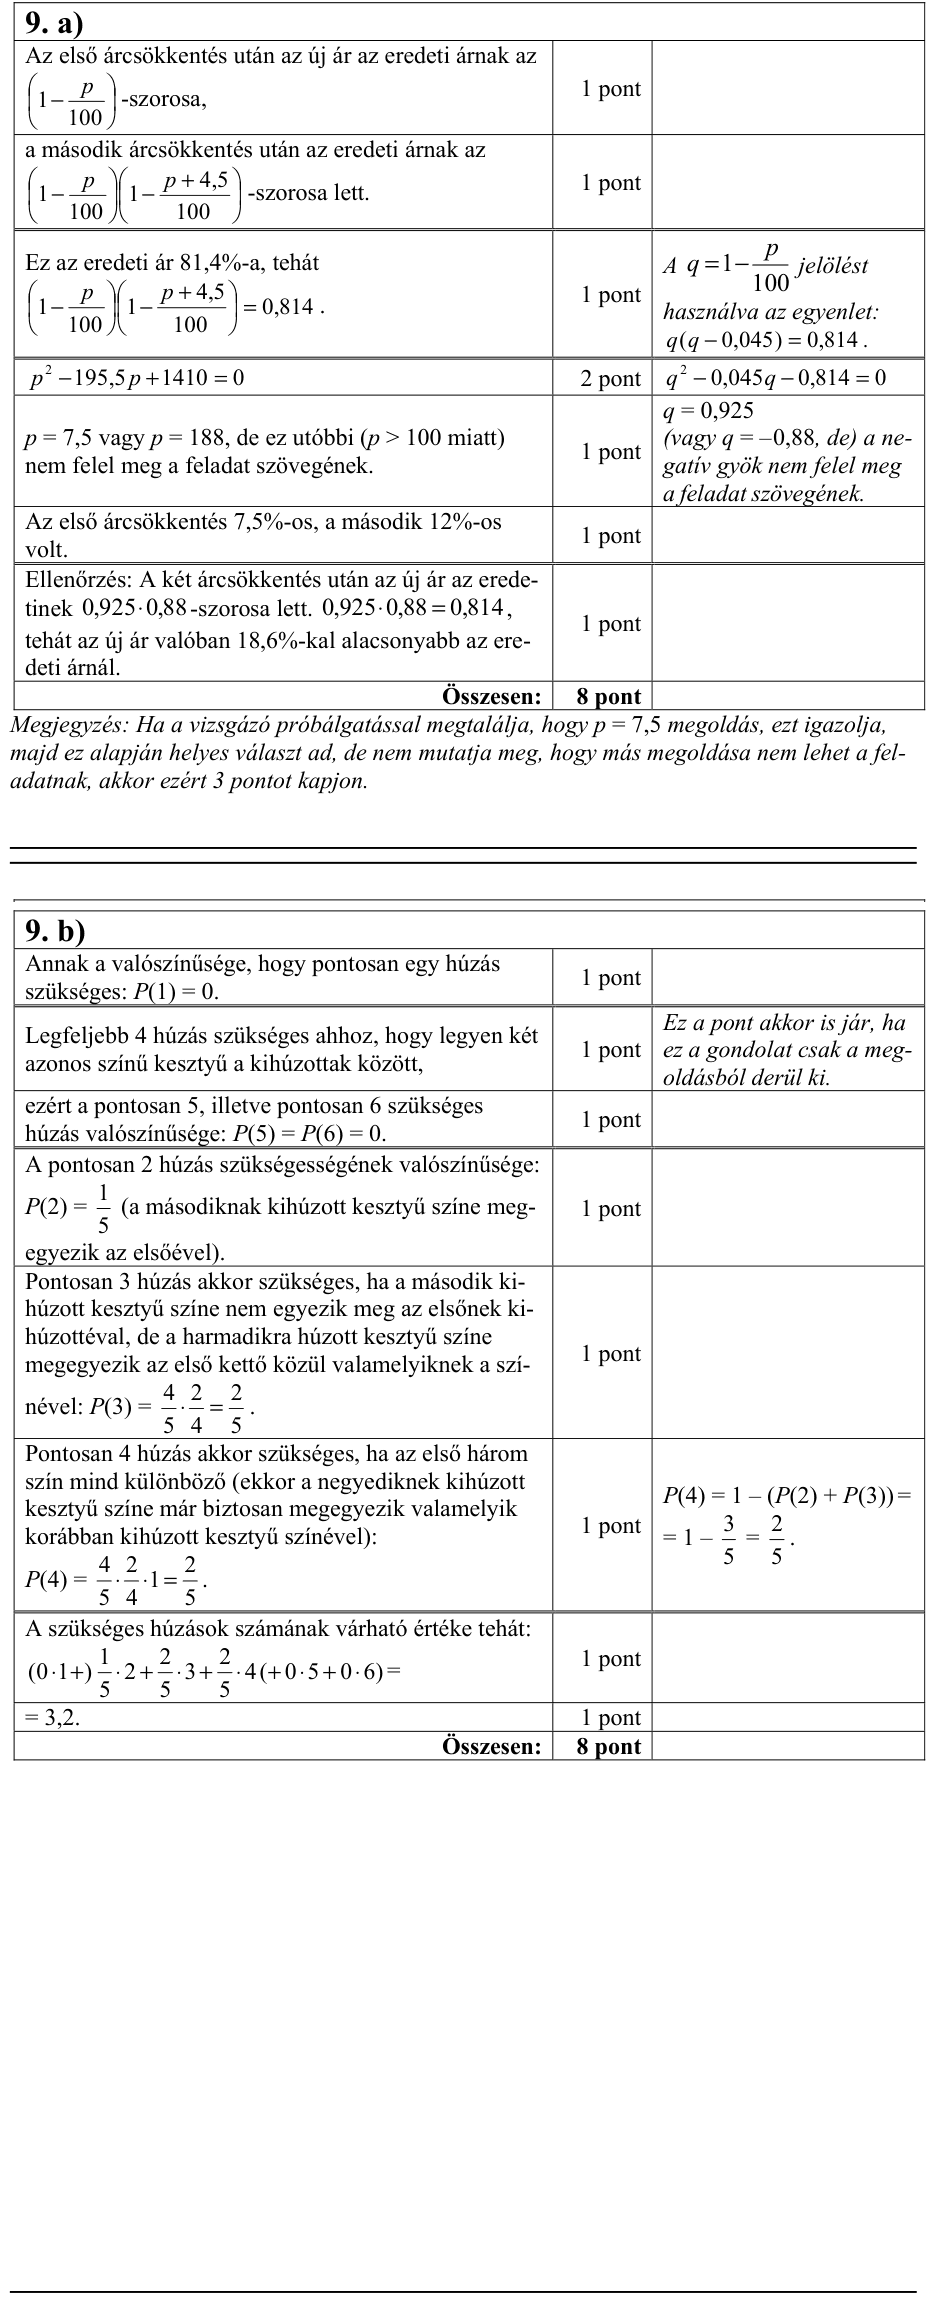 9. a)
Az első árcsökkentés után az új ár az eredeti árnak az
(1 − p/100) -szorosa,
1 pont
a második árcsökkentés után az eredeti árnak az
(1 − p/100)(1 − (p + 4,5)/100) -szorosa lett.
1 pont
Ez az eredeti ár 81,4%-a, tehát
(1 − p/100)(1 − (p + 4,5)/100) = 0,814 .
1 pont
A q = 1 − p/100 jelölést
használva az egyenlet:
q(q − 0,045) = 0,814 .
p² − 195,5p + 1410 = 0
2 pont
q² − 0,045q − 0,814 = 0
p = 7,5 vagy p = 188, de ez utóbbi (p > 100 miatt)
nem felel meg a feladat szövegének.
1 pont
q = 0,925
(vagy q = –0,88, de) a ne-
gatív gyök nem felel meg
a feladat szövegének.
Az első árcsökkentés 7,5%-os, a második 12%-os
volt.
1 pont
Ellenőrzés: A két árcsökkentés után az új ár az erede-
tinek 0,925·0,88 -szorosa lett. 0,925·0,88 = 0,814 ,
tehát az új ár valóban 18,6%-kal alacsonyabb az ere-
deti árnál.
1 pont
Összesen: 8 pont
Megjegyzés: Ha a vizsgázó próbálgatással megtalálja, hogy p = 7,5 megoldás, ezt igazolja,
majd ez alapján helyes választ ad, de nem mutatja meg, hogy más megoldása nem lehet a fel-
adatnak, akkor ezért 3 pontot kapjon.
9. b)
Annak a valószínűsége, hogy pontosan egy húzás
szükséges: P(1) = 0.
1 pont
Legfeljebb 4 húzás szükséges ahhoz, hogy legyen két
azonos színű kesztyű a kihúzottak között,
1 pont
Ez a pont akkor is jár, ha
ez a gondolat csak a meg-
oldásból derül ki.
ezért a pontosan 5, illetve pontosan 6 szükséges
húzás valószínűsége: P(5) = P(6) = 0.
1 pont
A pontosan 2 húzás szükségességének valószínűsége:
P(2) = 1/5 (a másodiknak kihúzott kesztyű színe meg-
egyezik az elsőével).
1 pont
Pontosan 3 húzás akkor szükséges, ha a második ki-
húzott kesztyű színe nem egyezik meg az elsőnek ki-
húzottéval, de a harmadikra húzott kesztyű színe
megegyezik az első kettő közül valamelyiknek a szí-
nével: P(3) = 4/5 · 2/4 = 2/5 .
1 pont
Pontosan 4 húzás akkor szükséges, ha az első három
szín mind különböző (ekkor a negyediknek kihúzott
kesztyű színe már biztosan megegyezik valamelyik
korábban kihúzott kesztyű színével):
P(4) = 4/5 · 2/4 · 1 = 2/5 .
1 pont
P(4) = 1 – (P(2) + P(3)) =
= 1 – 3/5 = 2/5 .
A szükséges húzások számának várható értéke tehát:
(0·1+) 1/5 · 2 + 2/5 · 3 + 2/5 · 4 (+ 0·5 + 0·6) =
1 pont
= 3,2.
1 pont
Összesen: 8 pont